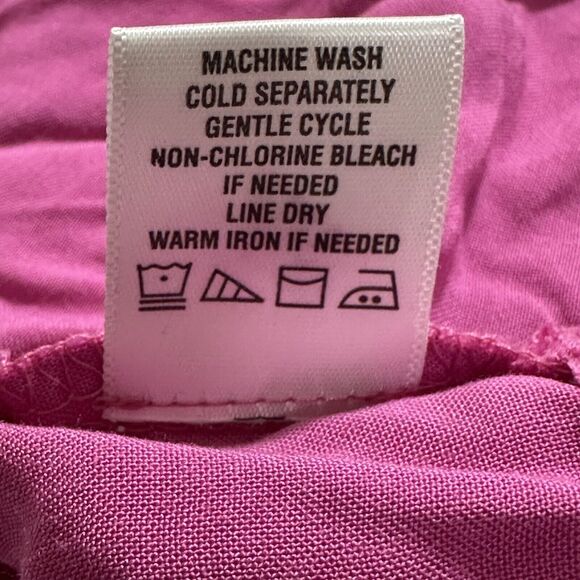 MACHINE WASH
COLD SEPARATELY
GENTLE CYCLE
NON-CHLORINE BLEACH
IF NEEDED
LINE DRY
WARM IRON IF NEEDED